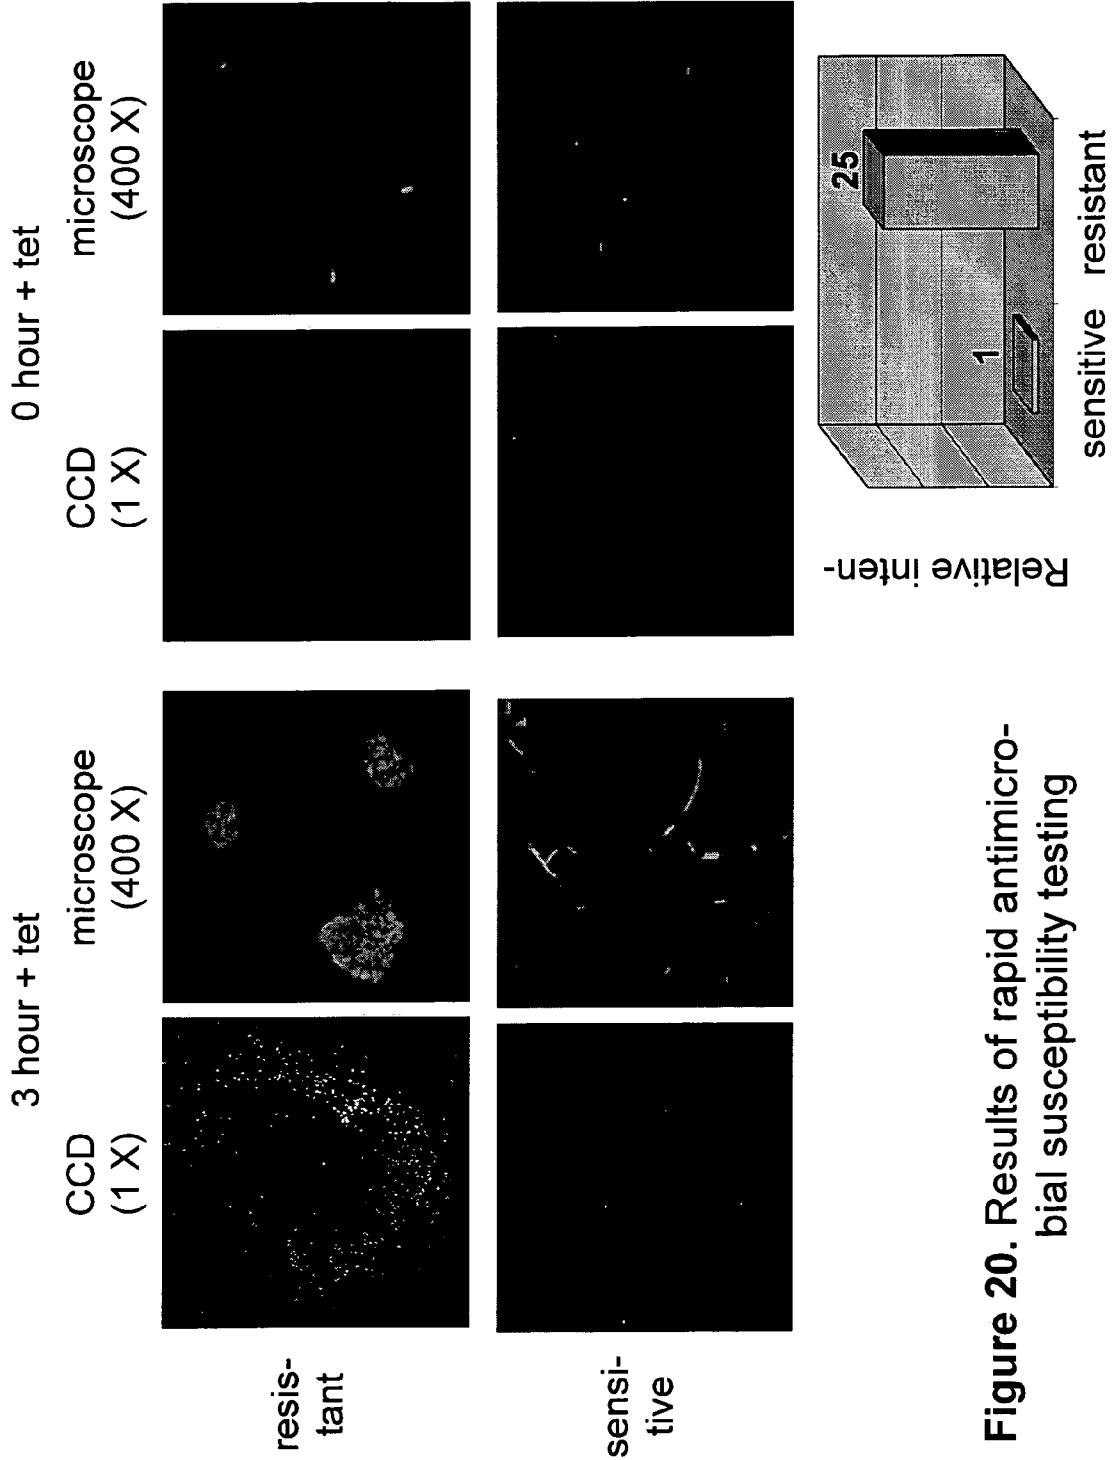 3 hour + tet
0 hour + tet
CCD
(1 X)
microscope
(400 X)
CCD
(1 X)
microscope
(400 X)
resis-
tant
sensi-
tive
Relative inten-
1
25
sensitive resistant
Figure 20. Results of rapid antimicro-
bial susceptibility testing